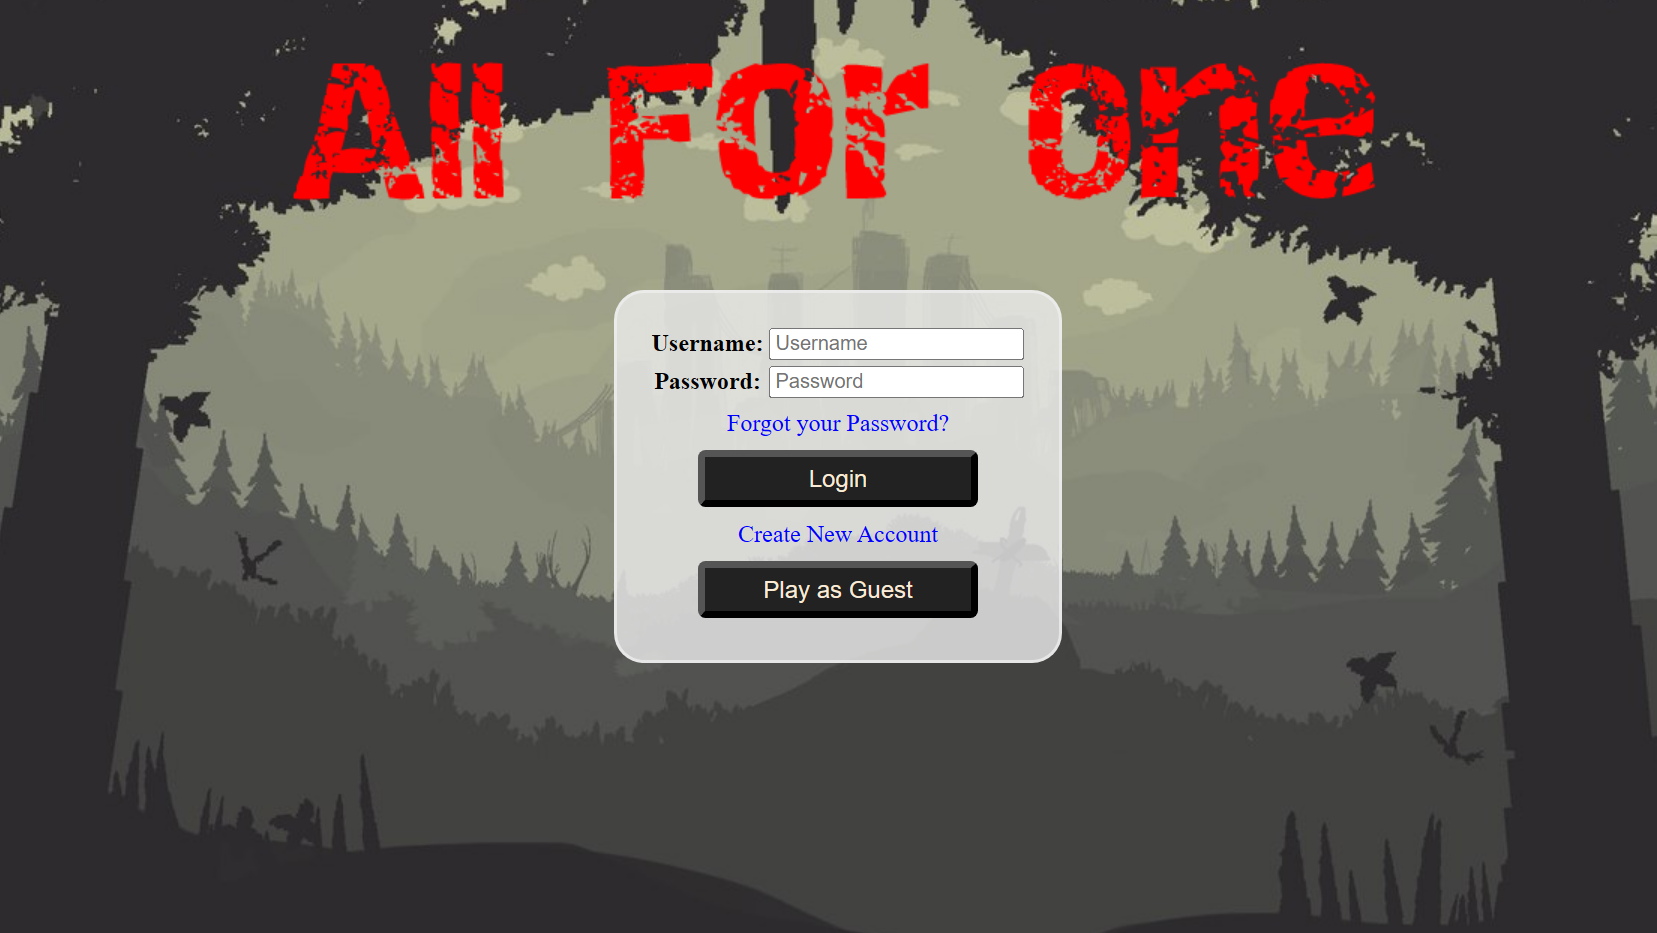 All For one
Username: Username
Password: Password
Forgot your Password?
Login
Create New Account
Play as Guest